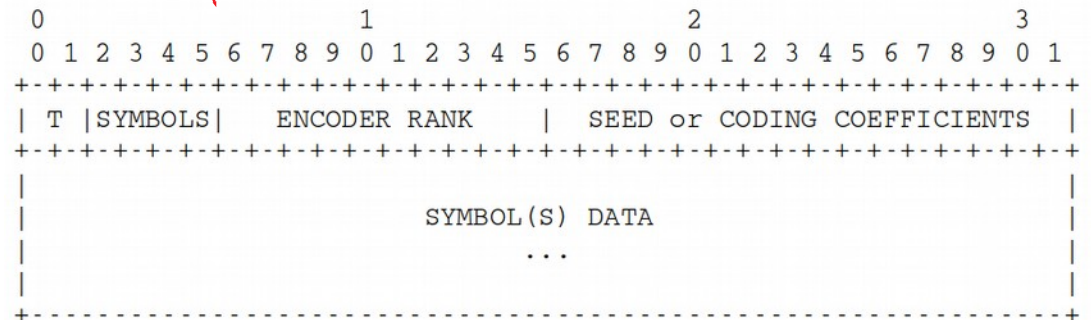 0                   1                   2                   3
0 1 2 3 4 5 6 7 8 9 0 1 2 3 4 5 6 7 8 9 0 1 2 3 4 5 6 7 8 9 0 1
+-+-+-+-+-+-+-+-+-+-+-+-+-+-+-+-+-+-+-+-+-+-+-+-+-+-+-+-+-+-+-+-+
| T |SYMBOLS|   ENCODER RANK    |  SEED or CODING COEFFICIENTS  |
+-+-+-+-+-+-+-+-+-+-+-+-+-+-+-+-+-+-+-+-+-+-+-+-+-+-+-+-+-+-+-+-+
|                                                               |
|                        SYMBOL(S) DATA                         |
|                              ...                              |
|                                                               |
+---------------------------------------------------------------+